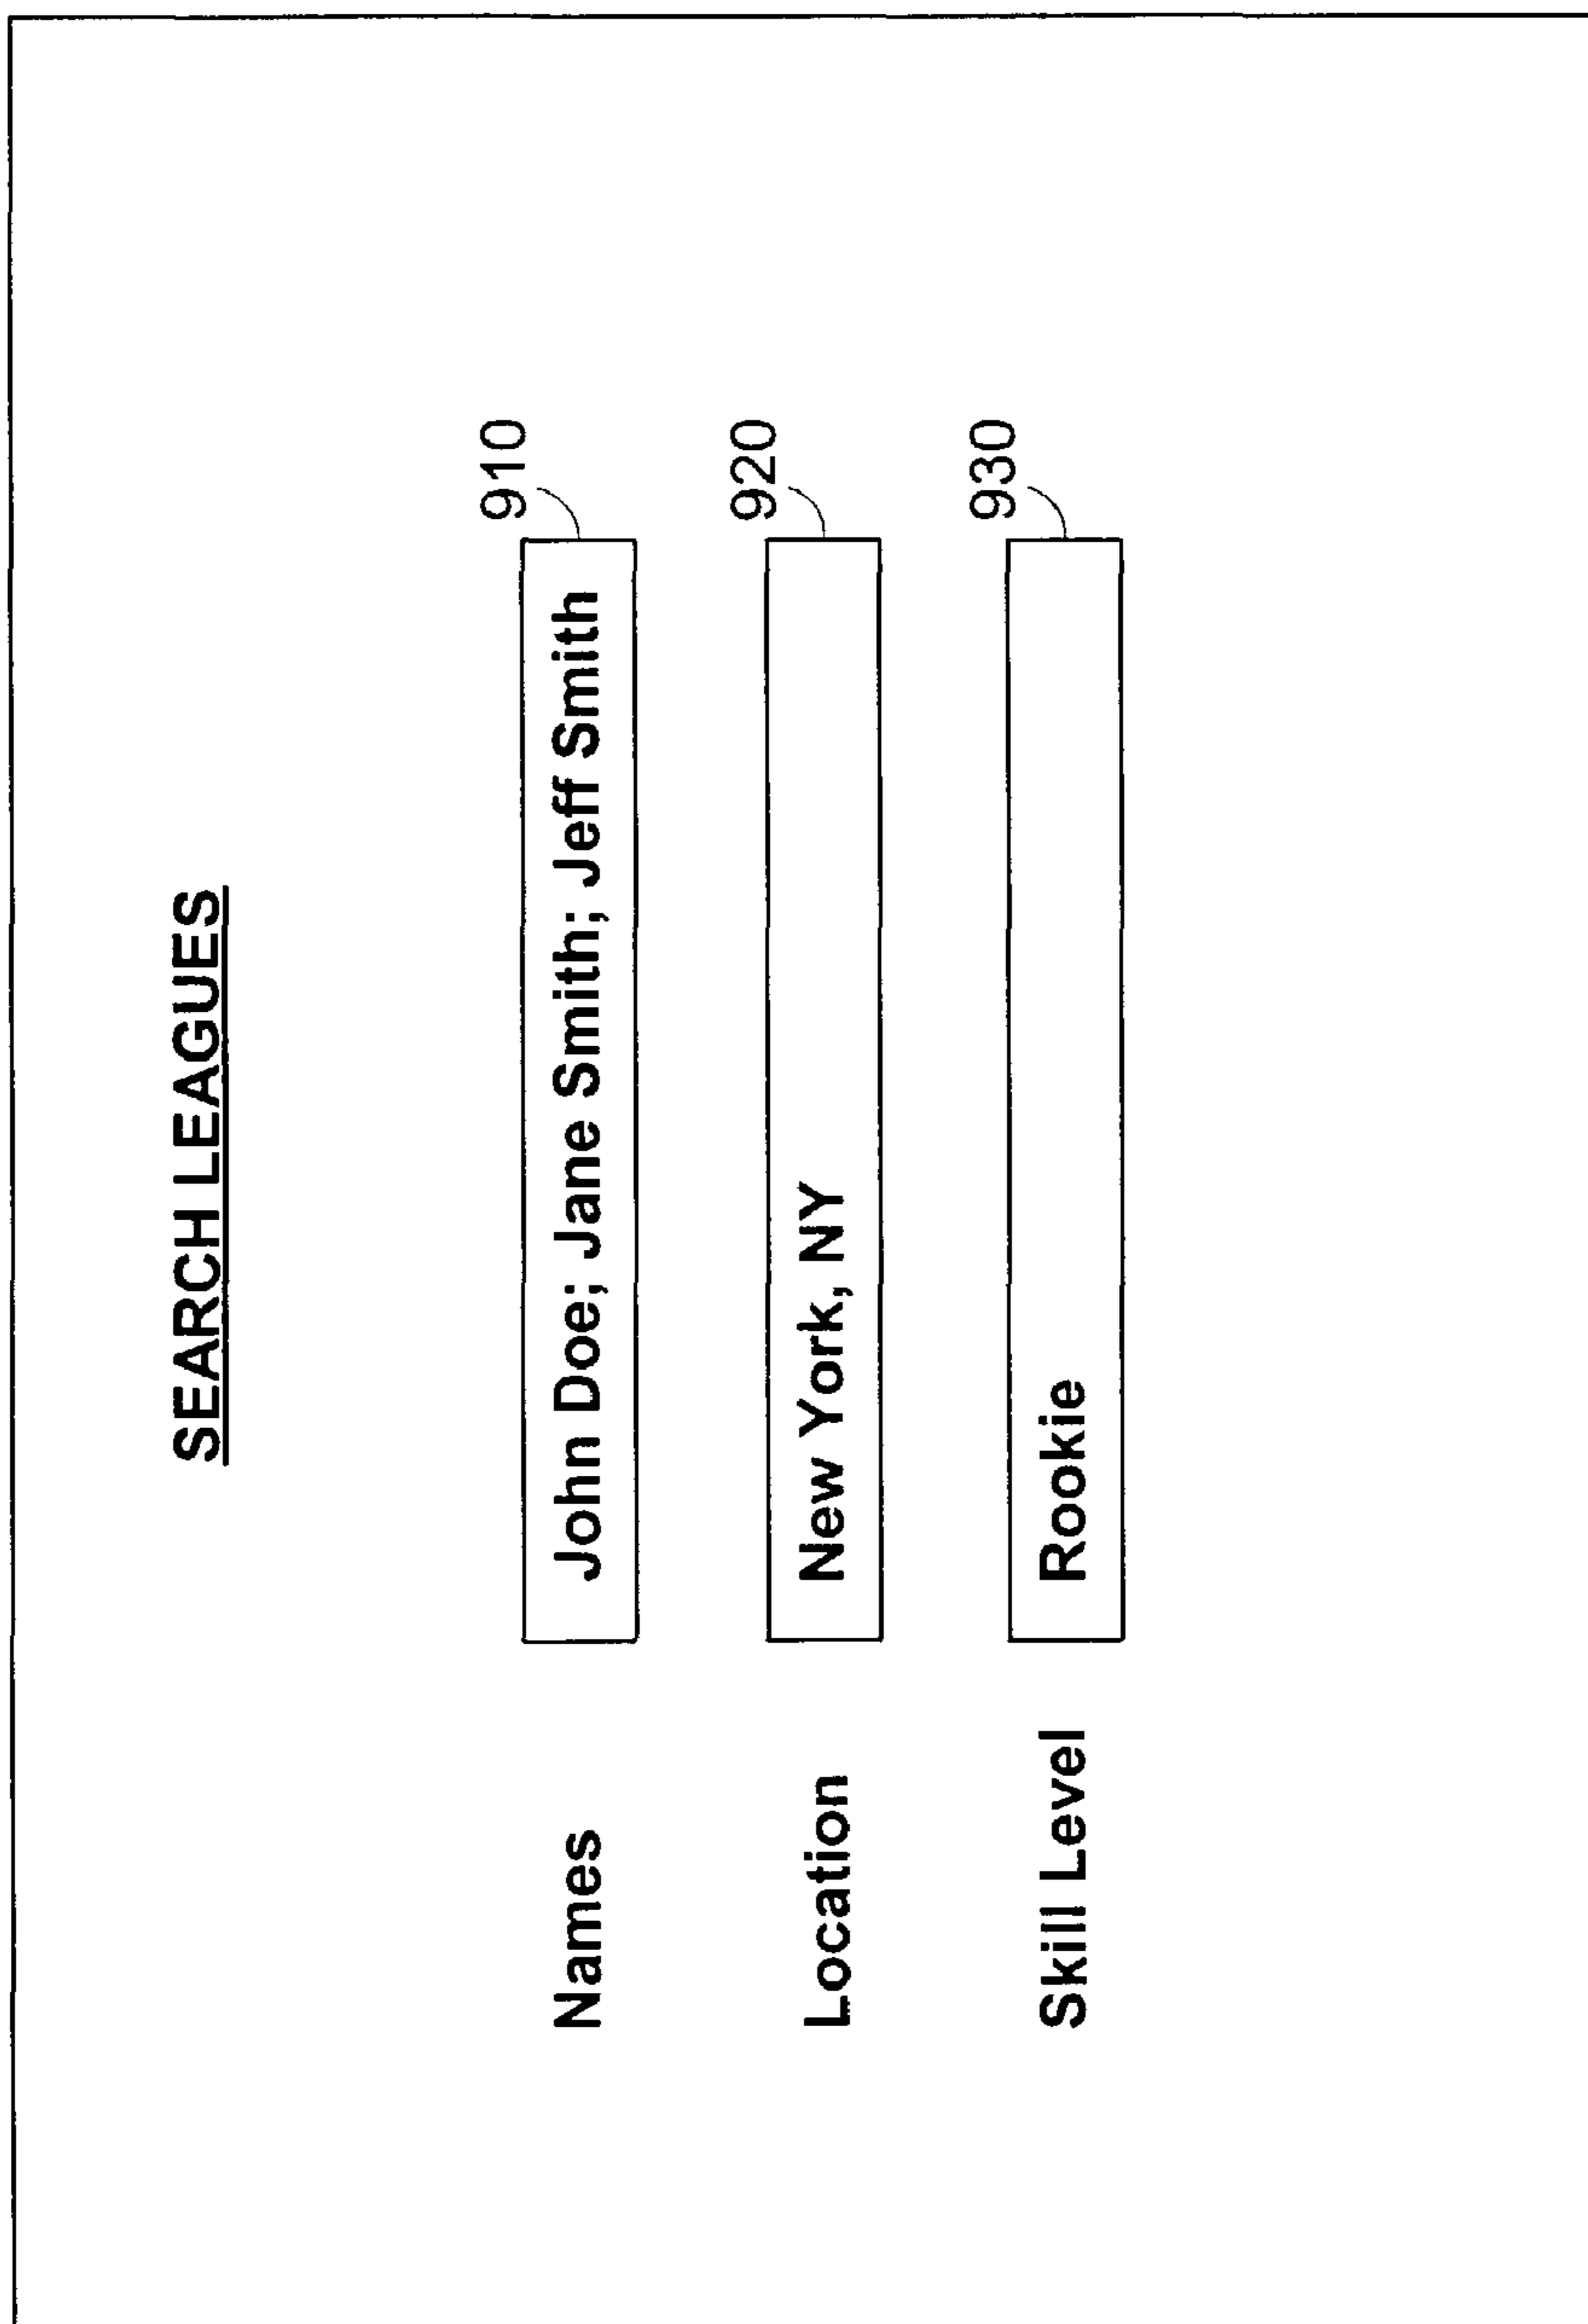 SEARCH LEAGUES
910
Names John Doe; Jane Smith; Jeff Smith
920
Location New York, NY
930
Skill Level Rookie